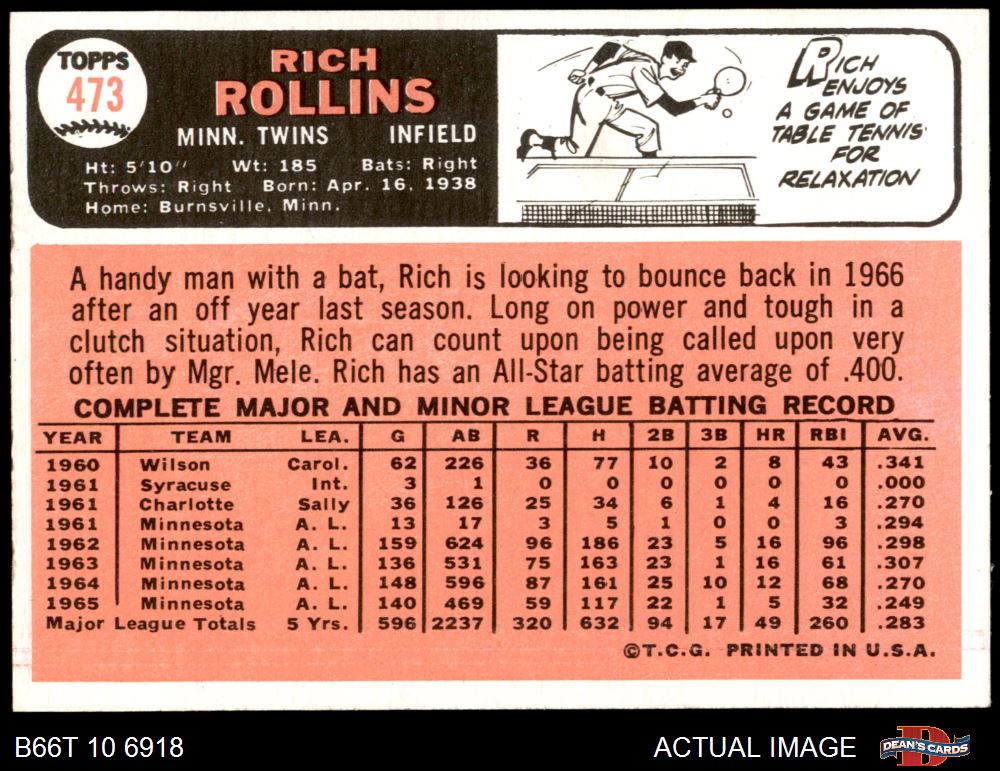 TOPPS
473
RICH
ROLLINS
MINN. TWINS INFIELD
Ht: 5'10" Wt: 185 Bats: Right
Throws: Right Born: Apr. 16, 1938
Home: Burnsville, Minn.
RICH
ENJOYS
A GAME OF
TABLE TENNIS
FOR
RELAXATION
A handy man with a bat, Rich is looking to bounce back in 1966
after an off year last season. Long on power and tough in a
clutch situation, Rich can count upon being called upon very
often by Mgr. Mele. Rich has an All-Star batting average of .400.
COMPLETE MAJOR AND MINOR LEAGUE BATTING RECORD
YEAR TEAM LEA. G AB R H 2B 3B HR RBI AVG.
1960 Wilson Carol. 62 226 36 77 10 2 8 43 .341
1961 Syracuse Int. 3 1 0 0 0 0 0 0 .000
1961 Charlotte Sally 36 126 25 34 6 1 4 16 .270
1961 Minnesota A. L. 13 17 3 5 1 0 0 3 .294
1962 Minnesota A. L. 159 624 96 186 23 5 16 96 .298
1963 Minnesota A. L. 136 531 75 163 23 1 16 61 .307
1964 Minnesota A. L. 148 596 87 161 25 10 12 68 .270
1965 Minnesota A. L. 140 469 59 117 22 1 5 32 .249
Major League Totals 5 Yrs. 596 2237 320 632 94 17 49 260 .283
©T.C.G. PRINTED IN U.S.A.
B66T 10 6918 ACTUAL IMAGE DEAN'S CARDS